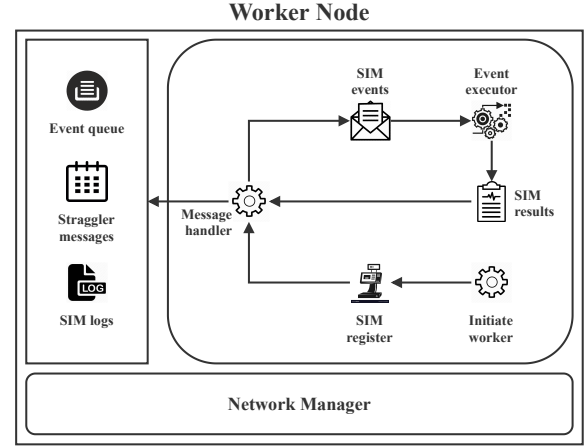 Worker Node
Event queue
Straggler
messages
LOG
SIM logs
SIM
events
Event
executor
Message
handler
SIM
results
SIM
register
Initiate
worker
Network Manager